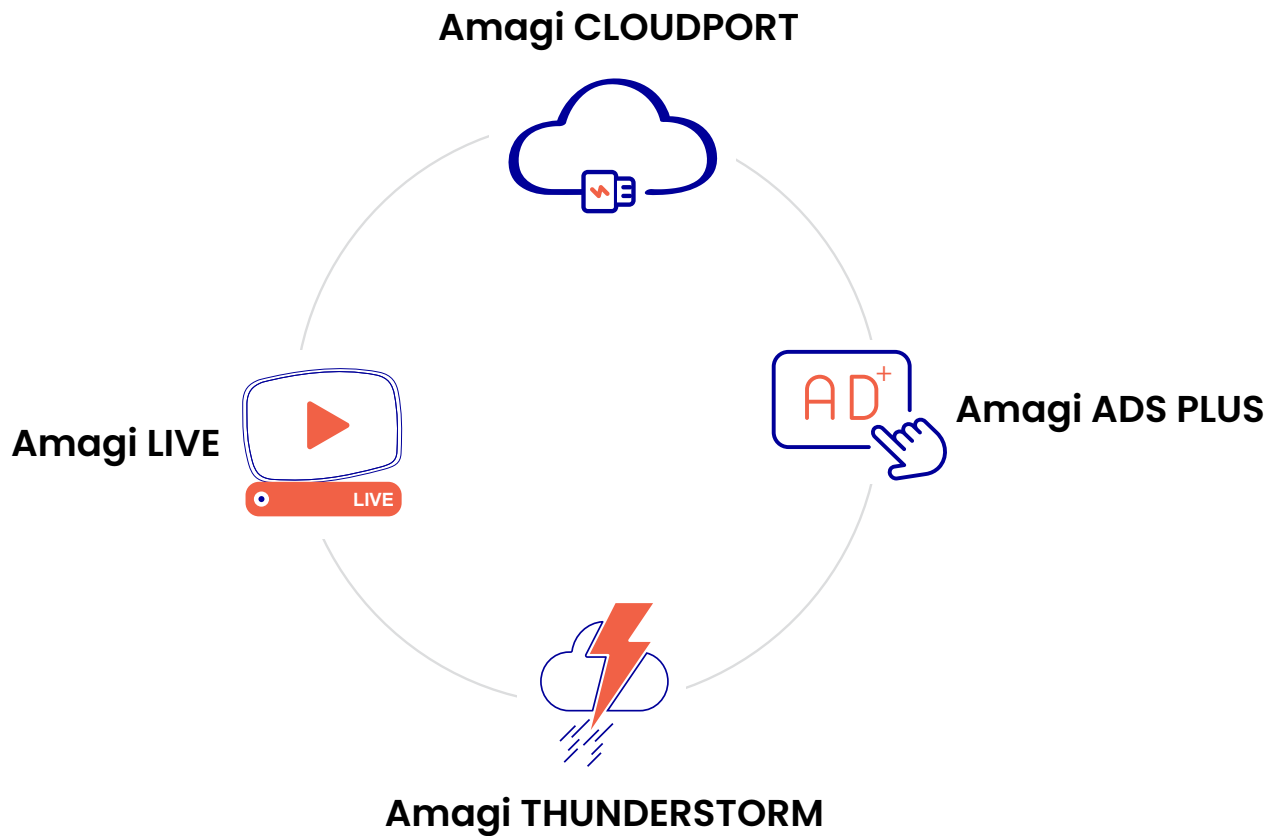 Amagi CLOUDPORT
AD+
Amagi ADS PLUS
Amagi LIVE
LIVE
Amagi THUNDERSTORM